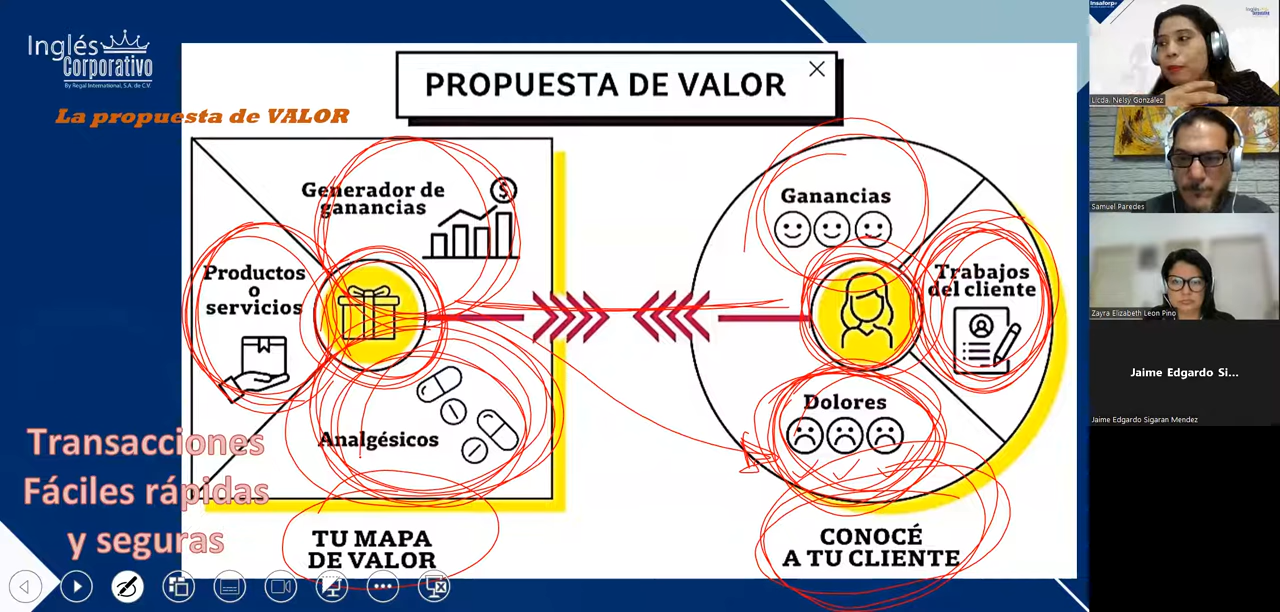 Inglés
Corporativo
By Regal International, S.A. de C.V.
La propuesta de VALOR
PROPUESTA DE VALOR
Generador de
ganancias
$
Productos
o
servicios
Analgésicos
TU MAPA
DE VALOR
Ganancias
Trabajos
del cliente
Dolores
CONOCÉ
A TU CLIENTE
Transacciones
Fáciles rápidas
y seguras
Insaforp
Licda. Neisy González
Samuel Paredes
Zayra Elizabeth Leon Pino
Jaime Edgardo Si...
Jaime Edgardo Sigaran Mendez